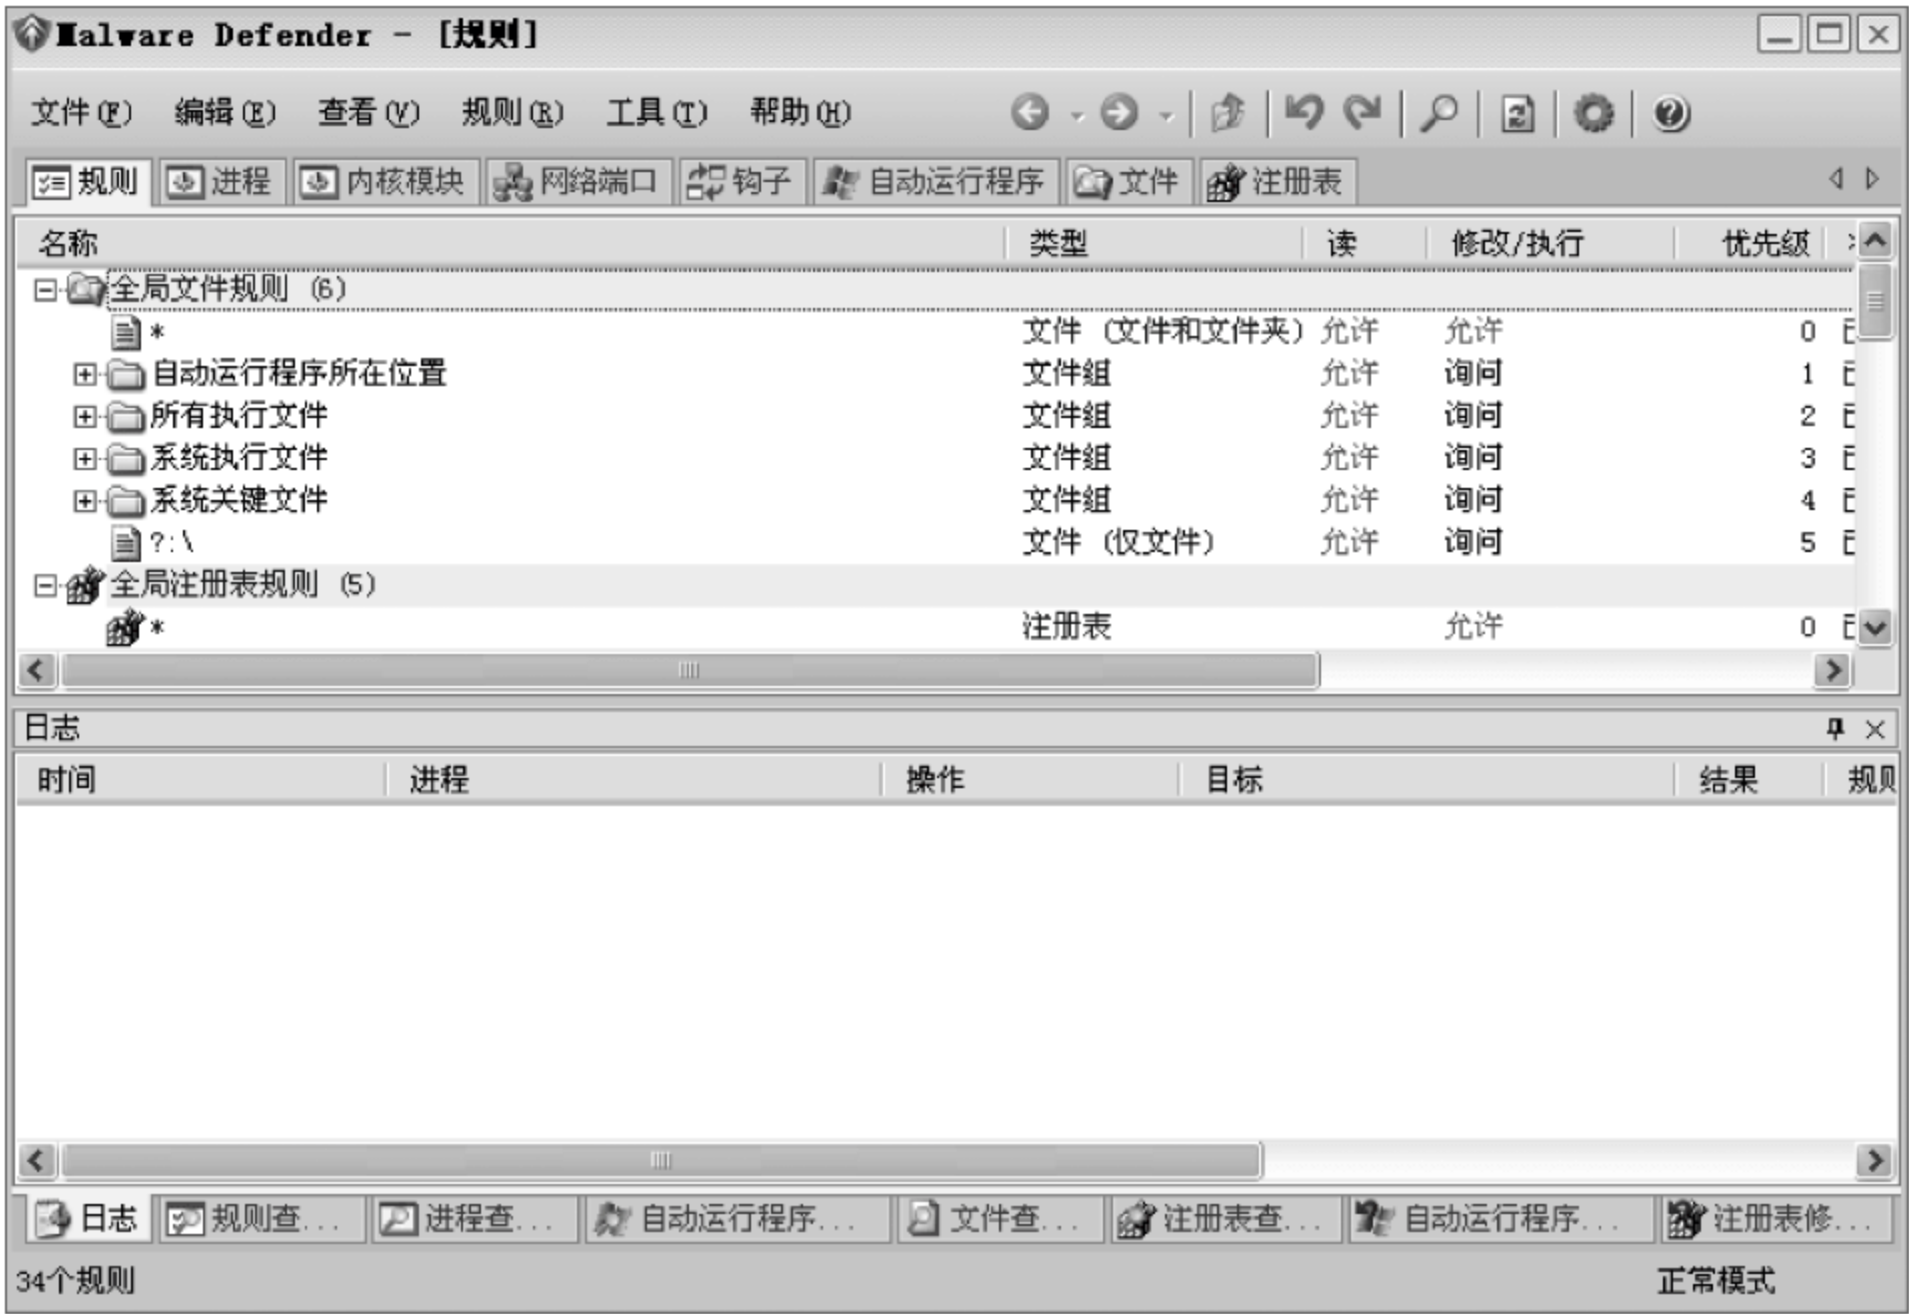 Malware Defender - [规则]
文件(F) 编辑(E) 查看(V) 规则(R) 工具(T) 帮助(H)
规则 进程 内核模块 网络端口 钩子 自动运行程序 文件 注册表
名称 类型 读 修改/执行 优先级
全局文件规则 (6)
* 文件 (文件和文件夹) 允许 允许 0
自动运行程序所在位置 文件组 允许 询问 1
所有执行文件 文件组 允许 询问 2
系统执行文件 文件组 允许 询问 3
系统关键文件 文件组 允许 询问 4
?:\ 文件 (仅文件) 允许 询问 5
全局注册表规则 (5)
* 注册表 允许 0
日志
时间 进程 操作 目标 结果 规则
日志 规则查... 进程查... 自动运行程序... 文件查... 注册表查... 自动运行程序... 注册表修...
34个规则 正常模式